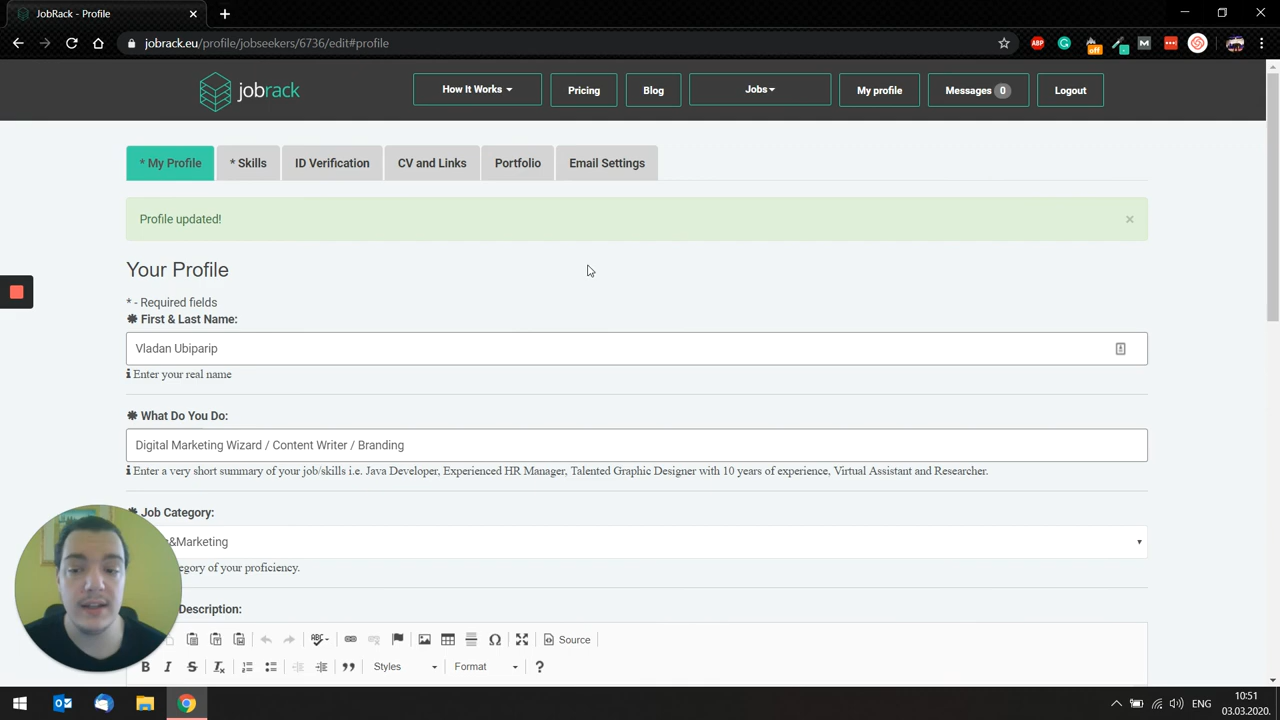 JobRack - Profile
jobrack.eu/profile/jobseekers/6736/edit#profile
ABP
off
M
jobrack
How It Works
Pricing
Blog
Jobs
My profile
Messages 0
Logout
* My Profile
* Skills
ID Verification
CV and Links
Portfolio
Email Settings
Profile updated!
×
Your Profile
* - Required fields
✱ First & Last Name:
Vladan Ubiparip
Enter your real name
✱ What Do You Do:
Digital Marketing Wizard / Content Writer / Branding
Enter a very short summary of your job/skills i.e. Java Developer, Experienced HR Manager, Talented Graphic Designer with 10 years of experience, Virtual Assistant and Researcher.
✱ Job Category:
&Marketing
of your proficiency.
Description:
ABC
Ω
Source
B I S Tx
Styles
Format
?
ENG
10:51
03.03.2020.